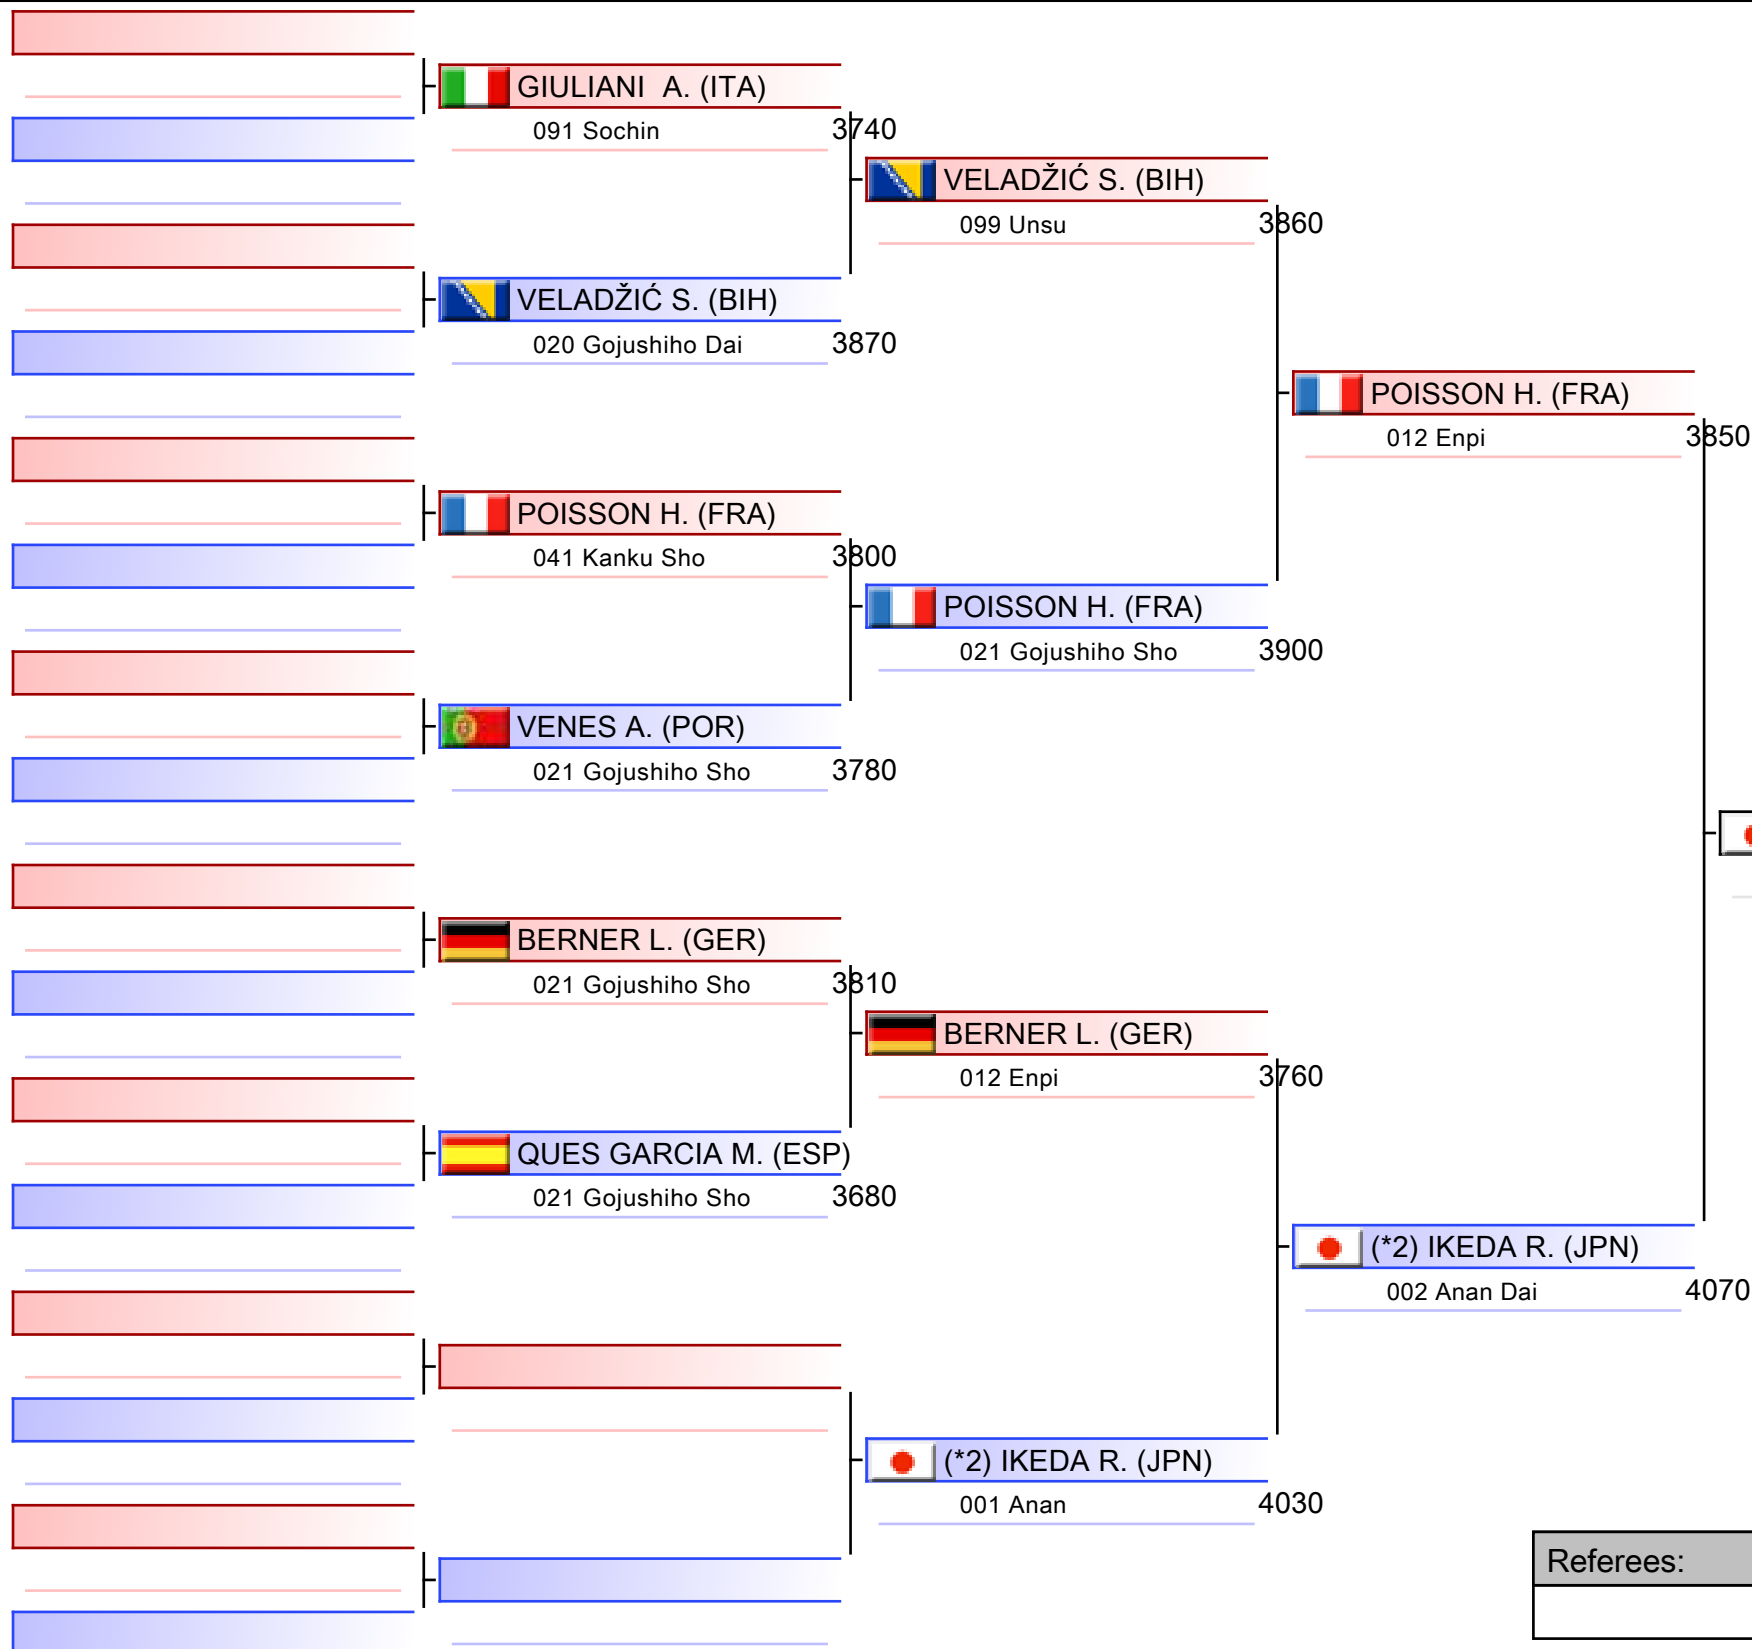 GIULIANI  A. (ITA)
091 Sochin 3740
VELADŽIĆ S. (BIH)
020 Gojushiho Dai 3870
POISSON H. (FRA)
041 Kanku Sho 3800
VENES A. (POR)
021 Gojushiho Sho 3780
BERNER L. (GER)
021 Gojushiho Sho 3810
QUES GARCIA M. (ESP)
021 Gojushiho Sho 3680
VELADŽIĆ S. (BIH)
099 Unsu 3860
POISSON H. (FRA)
021 Gojushiho Sho 3900
BERNER L. (GER)
012 Enpi 3760
(*2) IKEDA R. (JPN)
001 Anan 4030
POISSON H. (FRA)
012 Enpi 3850
(*2) IKEDA R. (JPN)
002 Anan Dai 4070
Referees: